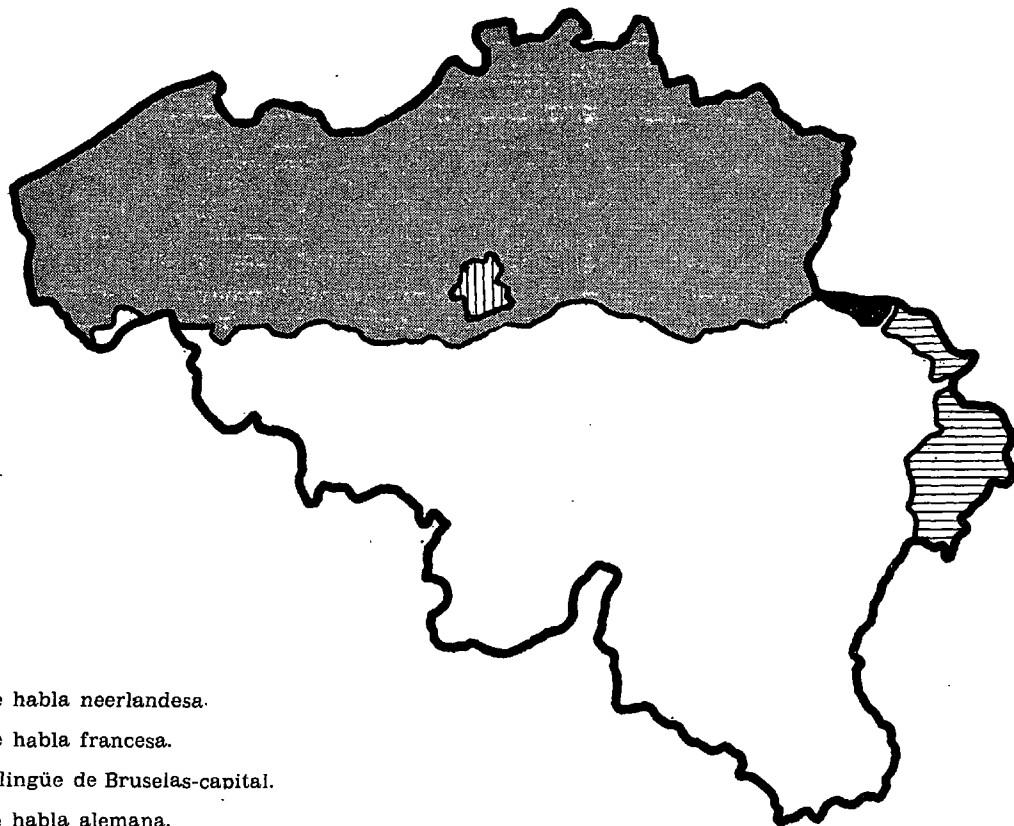 e habla neerlandesa.
e habla francesa.
lingüe de Bruselas-capital.
e habla alemana.